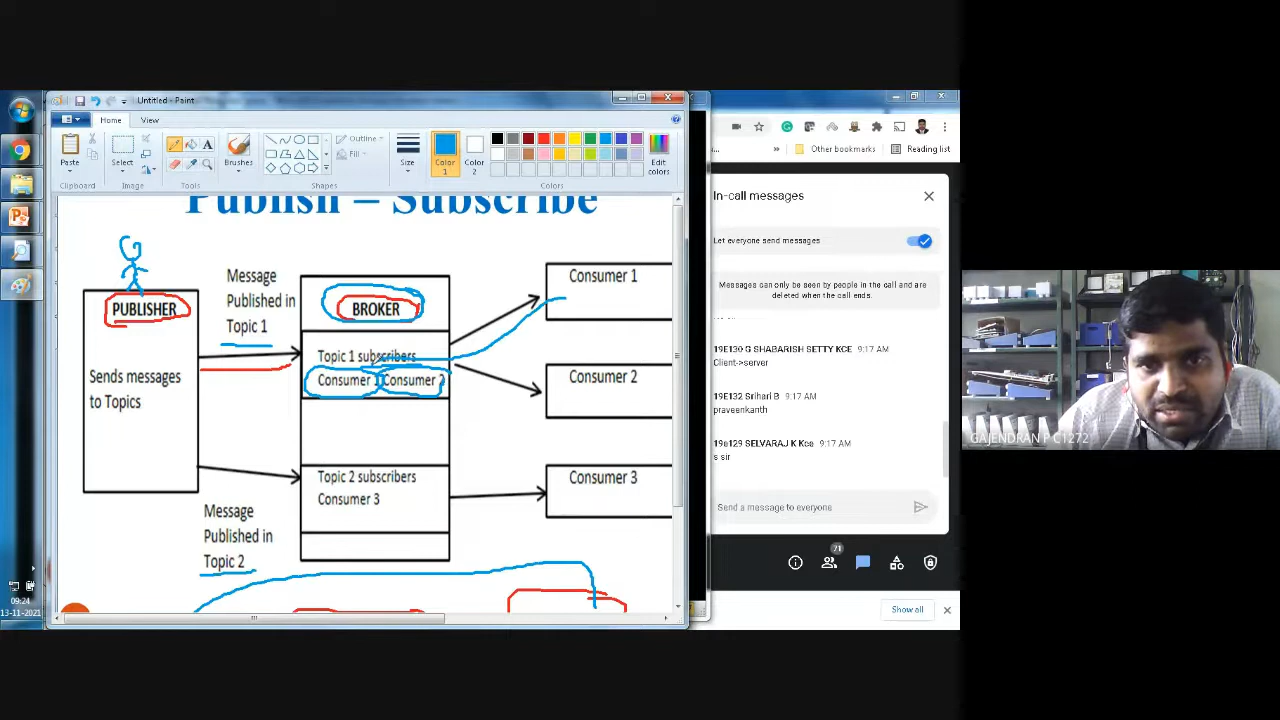 Untitled - Paint
Home View
Paste
Select
Brushes
Outline
Fill
Size
Color 1
Color 2
Edit colors
Clipboard Image Tools Shapes Colors
Publish – Subscribe
PUBLISHER
Sends messages
to Topics
Message
Published in
Topic 1
BROKER
Topic 1 subscribers
Consumer 1 Consumer 2
Topic 2 subscribers
Consumer 3
Message
Published in
Topic 2
Consumer 1
Consumer 2
Consumer 3
09:24
13-11-2021
Other bookmarks Reading list
In-call messages
Let everyone send messages
Messages can only be seen by people in the call and are
deleted when the call ends.
19E130 G SHABARISH SETTY KCE 9:17 AM
Client->server
19E132 Srihari B 9:17 AM
praveenkanth
19e129 SELVARAJ K Kce 9:17 AM
s sir
Send a message to everyone
71
Show all
GAJENDRAN P C1272